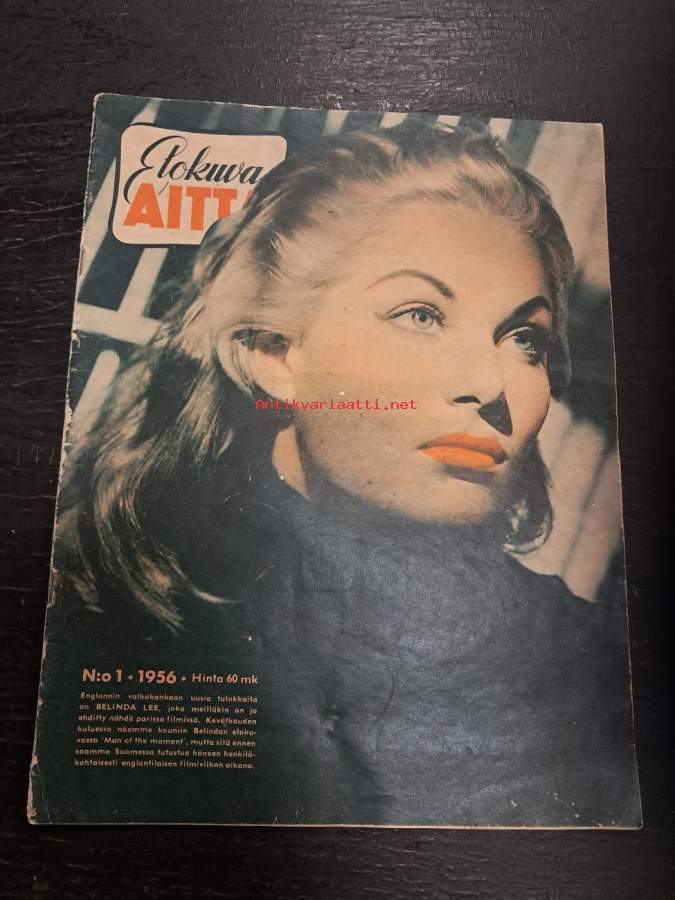 Elokuva
AITTA
Antikvariaatti.net
N:o 1 • 1956 • Hinta 60 mk
Englannin valkokankaan uusia tulokkaita
on BELINDA LEE, joka meilläkin on jo
ehditty nähdä parissa filmissä. Kevätkauden
kuluessa näemme kauniin Belindan eloku-
vassa 'Man of the moment', mutta sitä ennen
saamme Suomessa tutustua häneen henkilö-
kohtaisesti englantilaisen filmiviikon aikana.